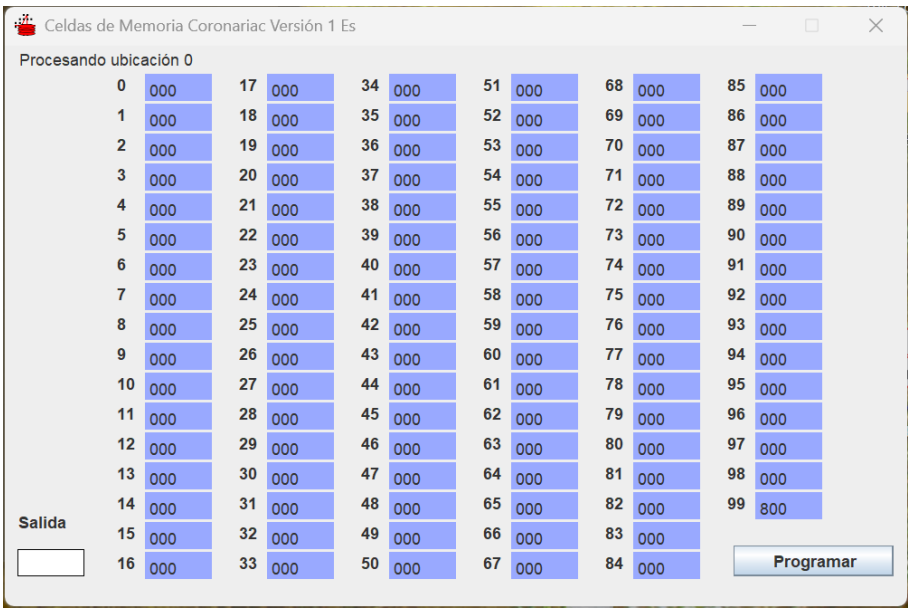 Celdas de Memoria Coronariac Versión 1 Es
Procesando ubicación 0
0 000 17 000 34 000 51 000 68 000 85 000
1 000 18 000 35 000 52 000 69 000 86 000
2 000 19 000 36 000 53 000 70 000 87 000
3 000 20 000 37 000 54 000 71 000 88 000
4 000 21 000 38 000 55 000 72 000 89 000
5 000 22 000 39 000 56 000 73 000 90 000
6 000 23 000 40 000 57 000 74 000 91 000
7 000 24 000 41 000 58 000 75 000 92 000
8 000 25 000 42 000 59 000 76 000 93 000
9 000 26 000 43 000 60 000 77 000 94 000
10 000 27 000 44 000 61 000 78 000 95 000
11 000 28 000 45 000 62 000 79 000 96 000
12 000 29 000 46 000 63 000 80 000 97 000
13 000 30 000 47 000 64 000 81 000 98 000
14 000 31 000 48 000 65 000 82 000 99 800
Salida
15 000 32 000 49 000 66 000 83 000
16 000 33 000 50 000 67 000 84 000
Programar